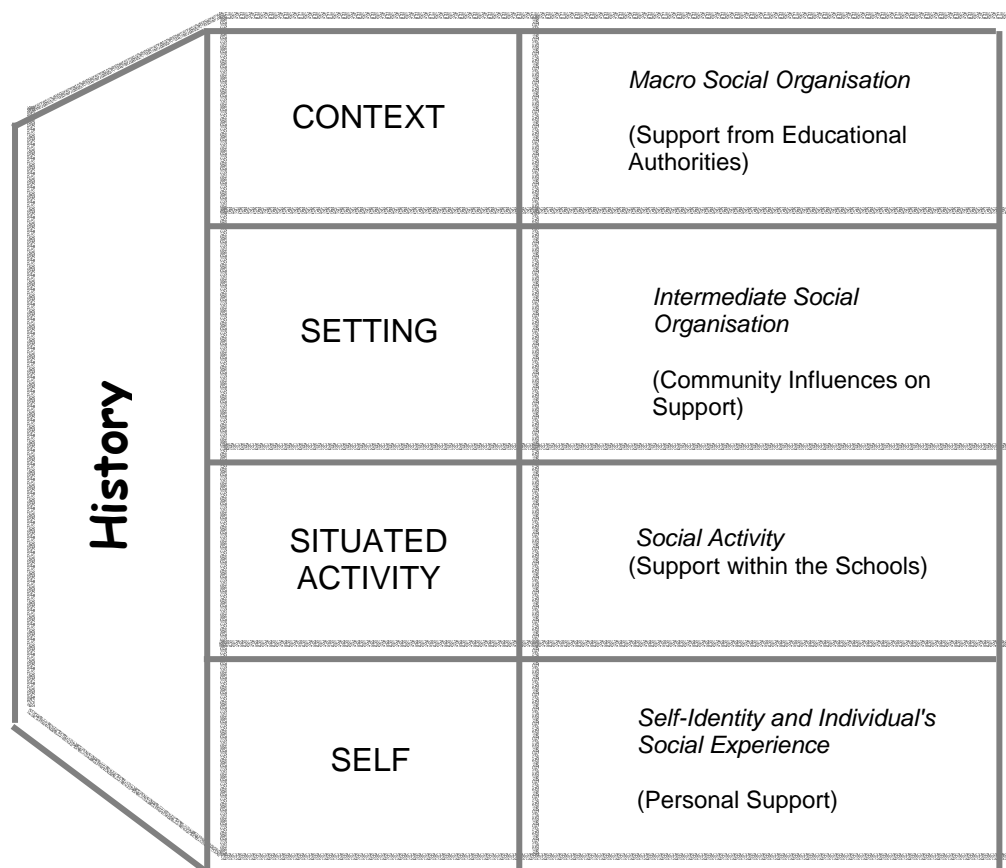 History
CONTEXT
Macro Social Organisation
(Support from Educational
Authorities)
SETTING
Intermediate Social
Organisation
(Community Influences on
Support)
SITUATED
ACTIVITY
Social Activity
(Support within the Schools)
SELF
Self-Identity and Individual's
Social Experience
(Personal Support)